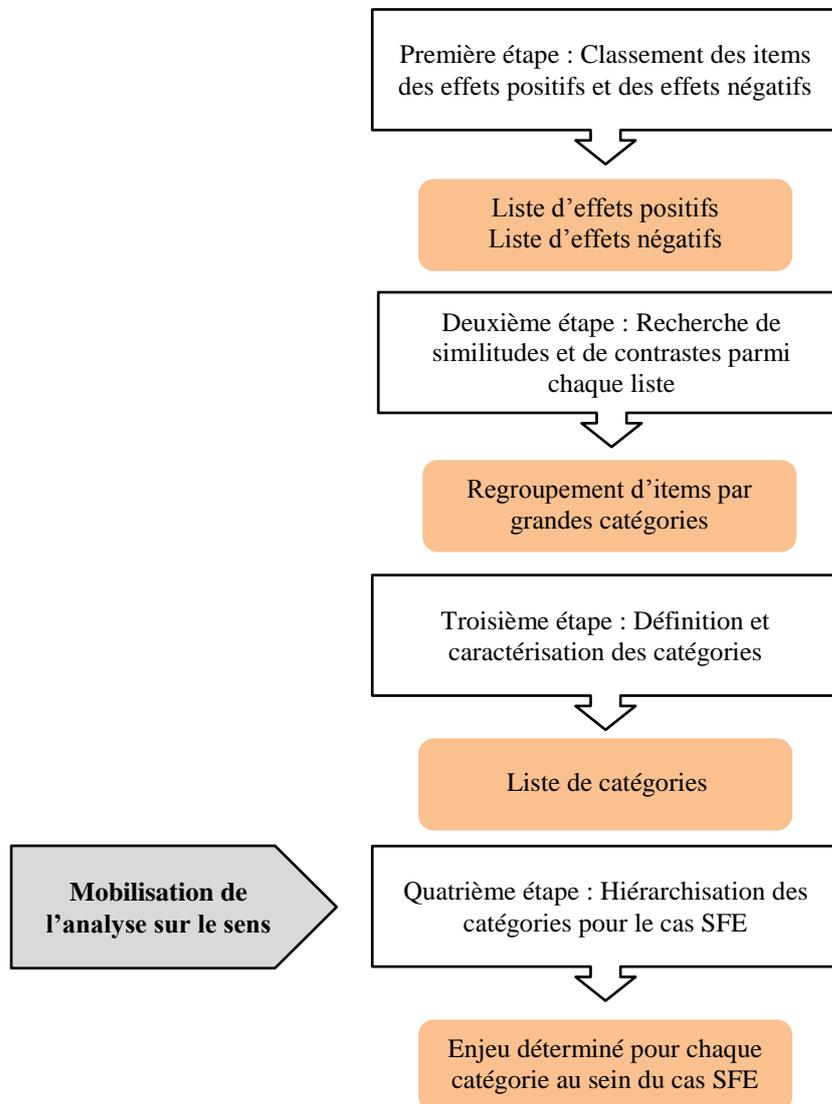 Première étape : Classement des items
des effets positifs et des effets négatifs
Liste d’effets positifs
Liste d’effets négatifs
Deuxième étape : Recherche de
similitudes et de contrastes parmi
chaque liste
Regroupement d’items par
grandes catégories
Troisième étape : Définition et
caractérisation des catégories
Liste de catégories
Mobilisation de
l’analyse sur le sens
Quatrième étape : Hiérarchisation des
catégories pour le cas SFE
Enjeu déterminé pour chaque
catégorie au sein du cas SFE